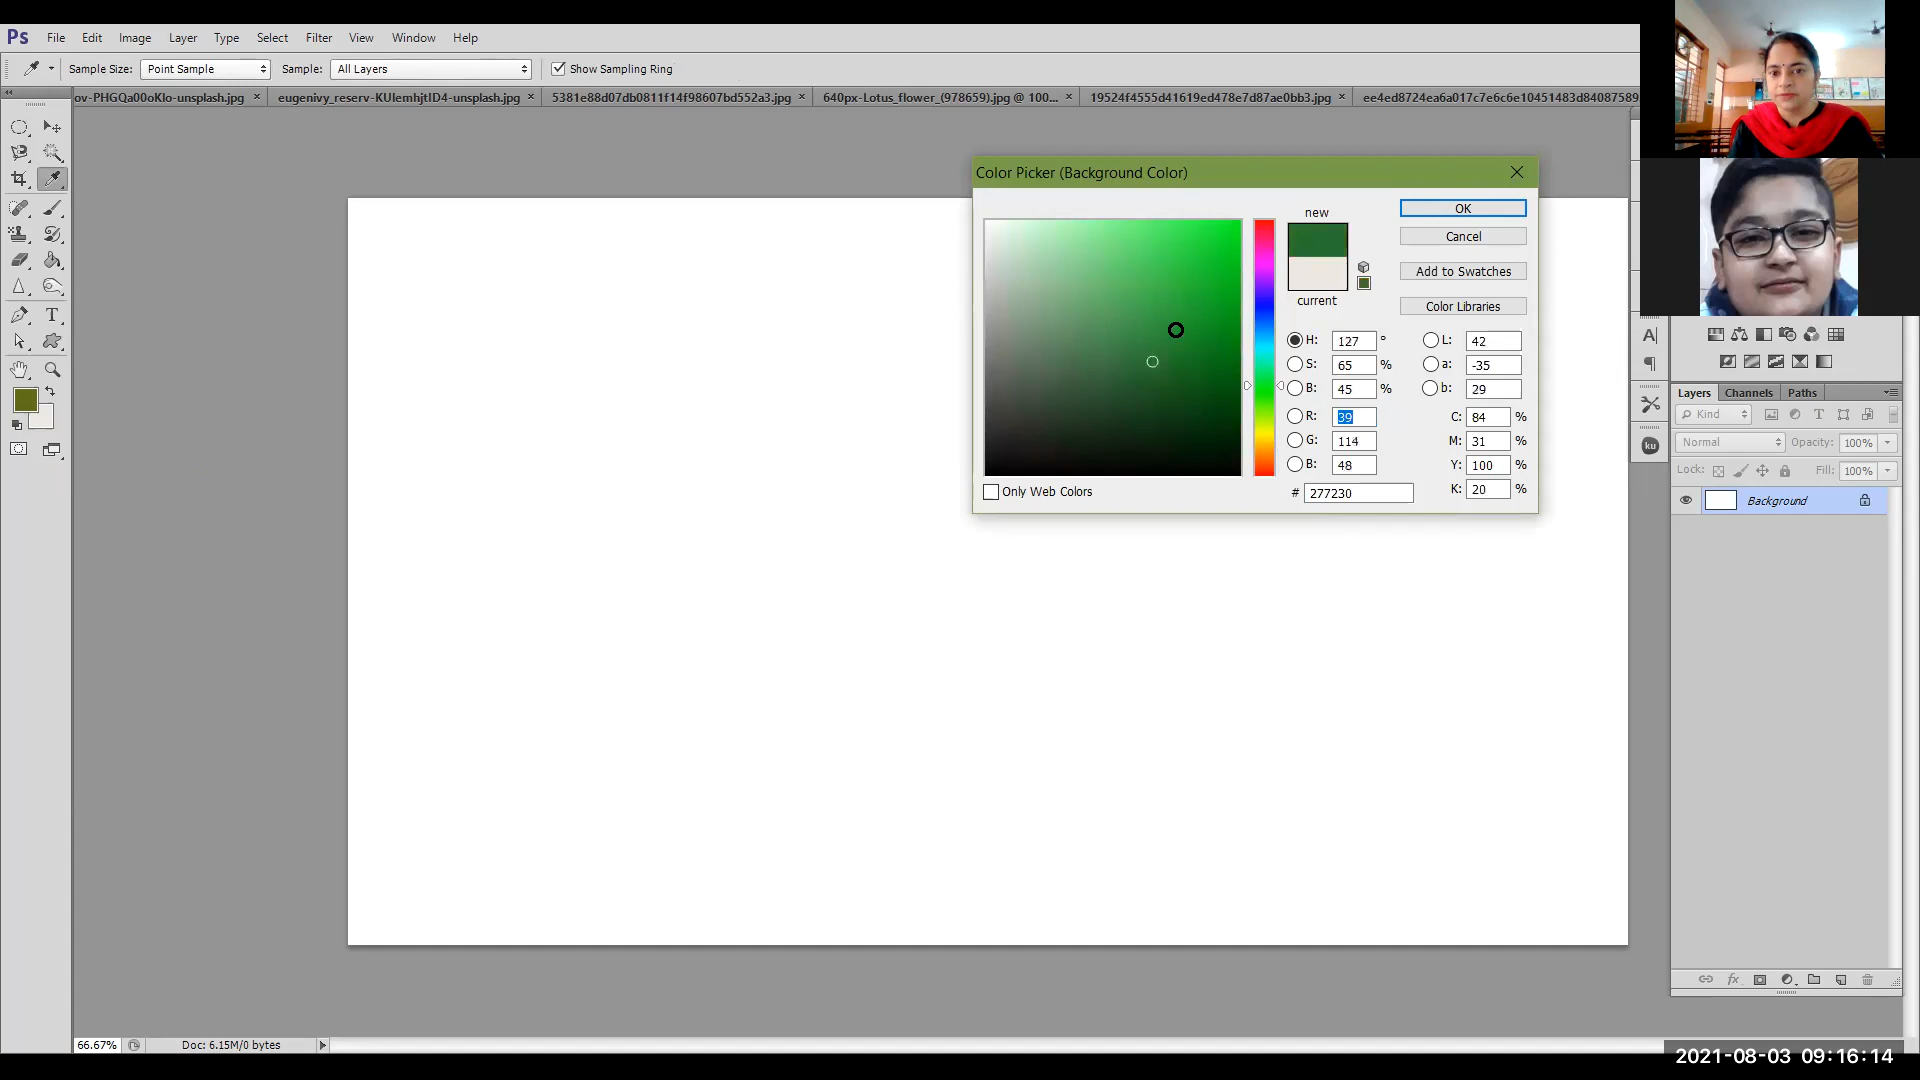 Ps File Edit Image Layer Type Select Filter View Window Help
Sample Size: Point Sample Sample: All Layers Show Sampling Ring
ov-PHGQa00oKlo-unsplash.jpg × eugenivy_reserv-KUlemhjtID4-unsplash.jpg × 5381e88d07db0811f14f98607bd552a3.jpg × 640px-Lotus_flower_(978659).jpg @ 100... × 19524f4555d41619ed478e7d87ae0bb3.jpg × ee4ed8724ea6a017c7e6c6e10451483d84087589
Color Picker (Background Color)
new
current
OK
Cancel
Add to Swatches
Color Libraries
H: 127 °
S: 65 %
B: 45 %
R: 39
G: 114
B: 48
# 277230
L: 42
a: -35
b: 29
C: 84 %
M: 31 %
Y: 100 %
K: 20 %
Only Web Colors
T
A
ku
Layers Channels Paths
Kind
T
Normal Opacity: 100%
Lock: Fill: 100%
Background
fx
66.67% Doc: 6.15M/0 bytes
2021-08-03 09:16:14